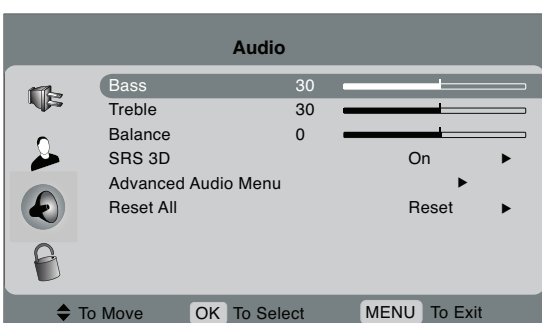 Audio
Bass 30
Treble 30
Balance 0
SRS 3D On
Advanced Audio Menu
Reset All Reset
To Move OK To Select MENU To Exit